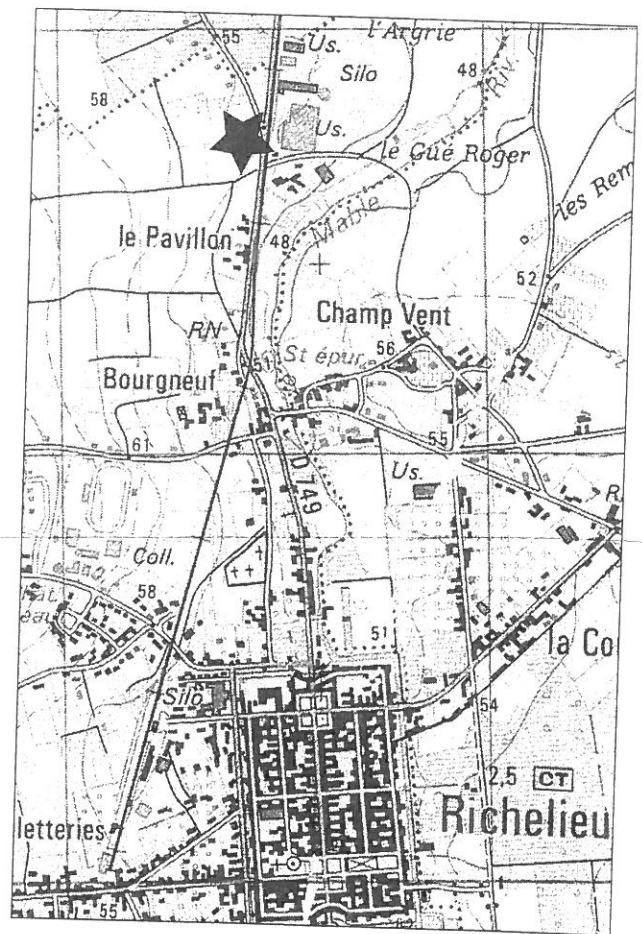 55
Us.
l'Argrie
58
Silo
48
Riv.
Us.
le Gué Roger
les Rem
le Pavillon
48
Mable
52
Champ Vent
RN
51
St épur.
56
Bourgneuf
61
55
D 749
Us.
R.
Coll.
58
51
la Co
Silo
54
2,5 CT
Richelieu
letteries
55